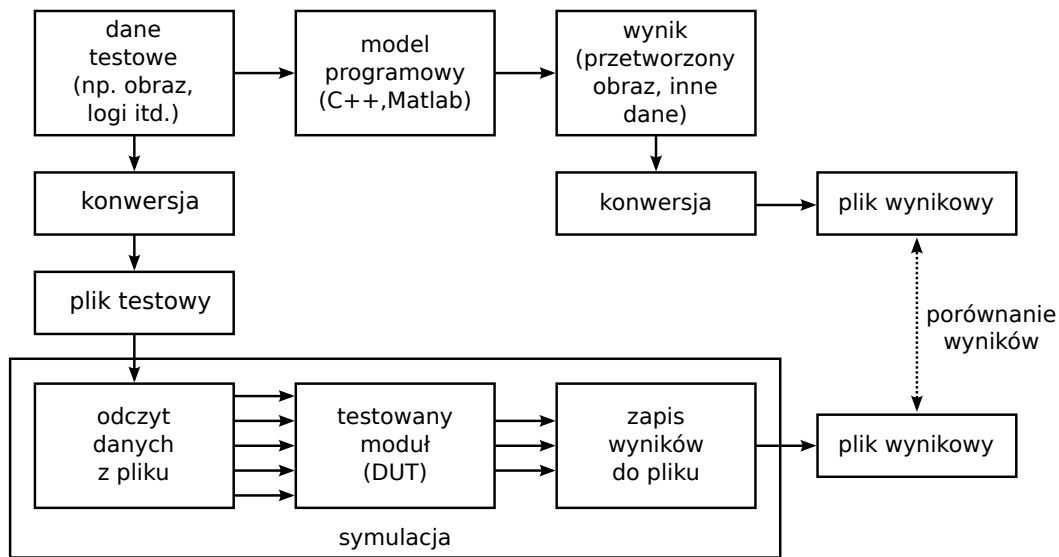 dane
testowe
(np. obraz,
logi itd.)
model
programowy
(C++,Matlab)
wynik
(przetworzony
obraz, inne
dane)
konwersja
konwersja
plik wynikowy
plik testowy
porównanie
wyników
odczyt
danych
z pliku
testowany
moduł
(DUT)
zapis
wyników
do pliku
plik wynikowy
symulacja